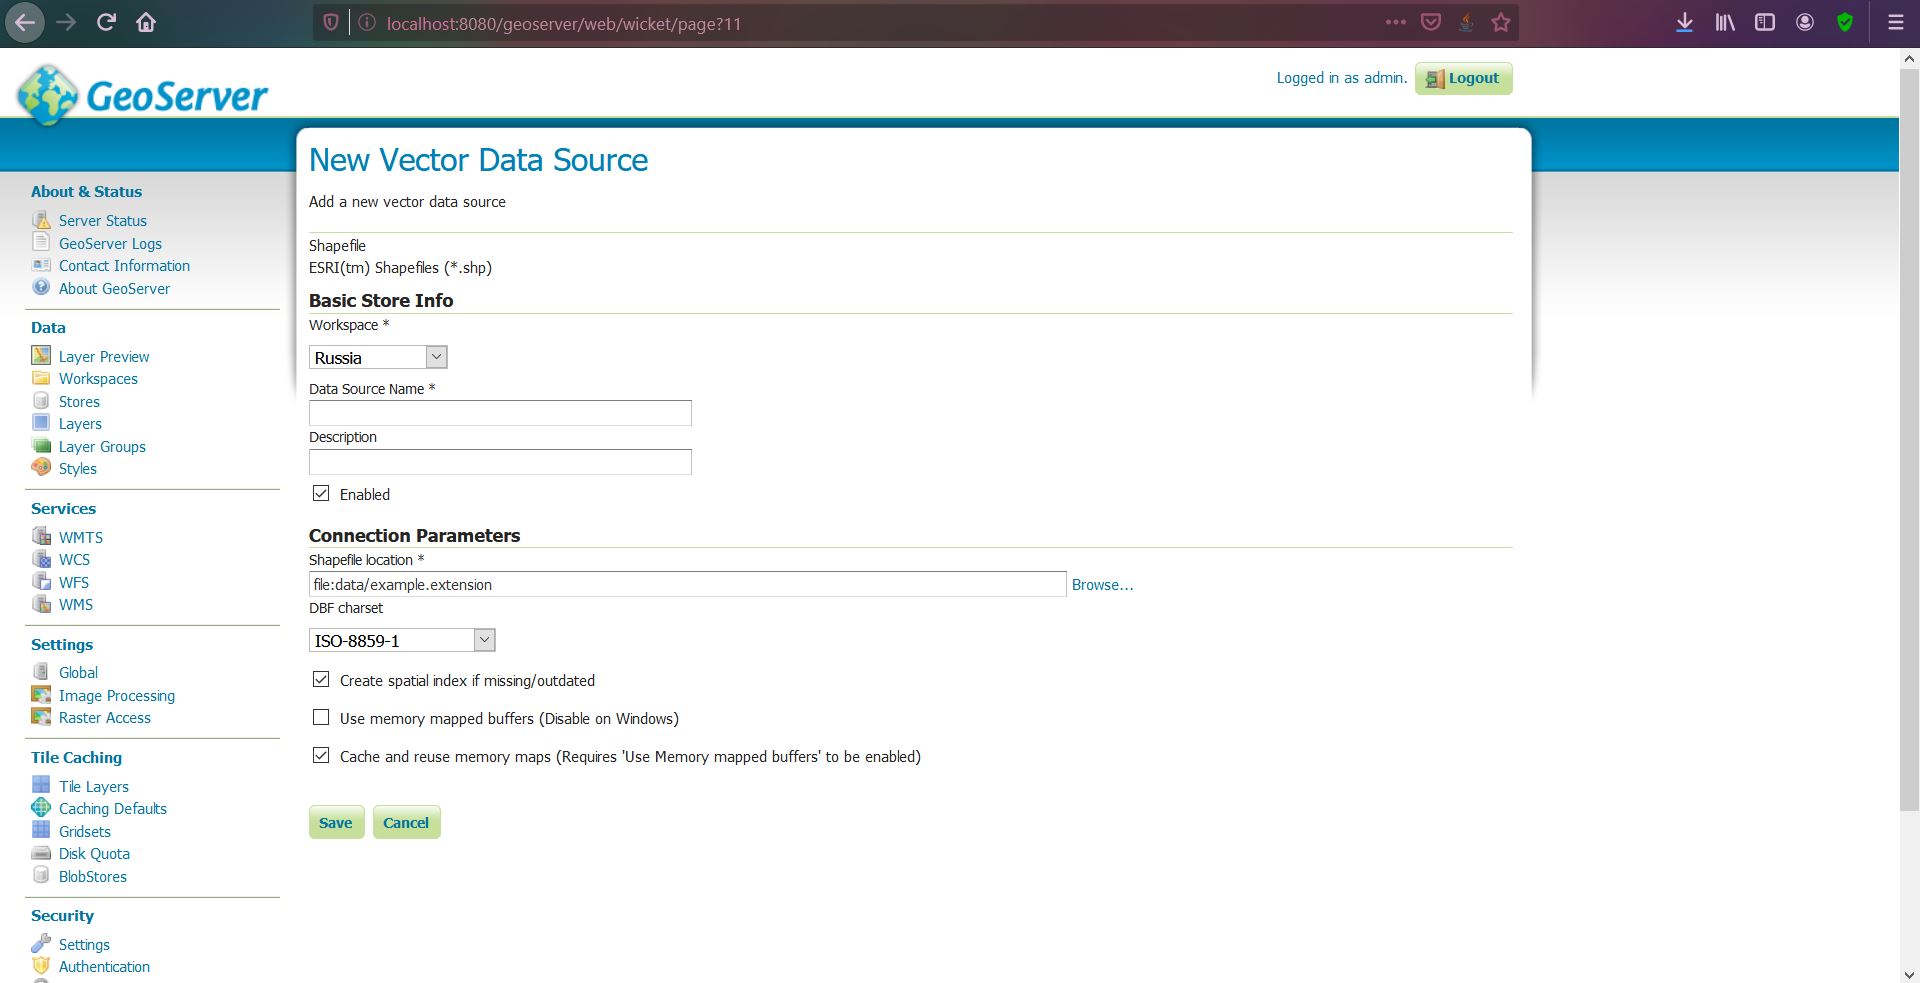 localhost:8080/geoserver/web/wicket/page?11
GeoServer
Logged in as admin. Logout
About & Status
Server Status
GeoServer Logs
Contact Information
About GeoServer
Data
Layer Preview
Workspaces
Stores
Layers
Layer Groups
Styles
Services
WMTS
WCS
WFS
WMS
Settings
Global
Image Processing
Raster Access
Tile Caching
Tile Layers
Caching Defaults
Gridsets
Disk Quota
BlobStores
Security
Settings
Authentication
New Vector Data Source
Add a new vector data source
Shapefile
ESRI(tm) Shapefiles (*.shp)
Basic Store Info
Workspace *
Russia
Data Source Name *
Description
Enabled
Connection Parameters
Shapefile location *
file:data/example.extension Browse...
DBF charset
ISO-8859-1
Create spatial index if missing/outdated
Use memory mapped buffers (Disable on Windows)
Cache and reuse memory maps (Requires 'Use Memory mapped buffers' to be enabled)
Save Cancel